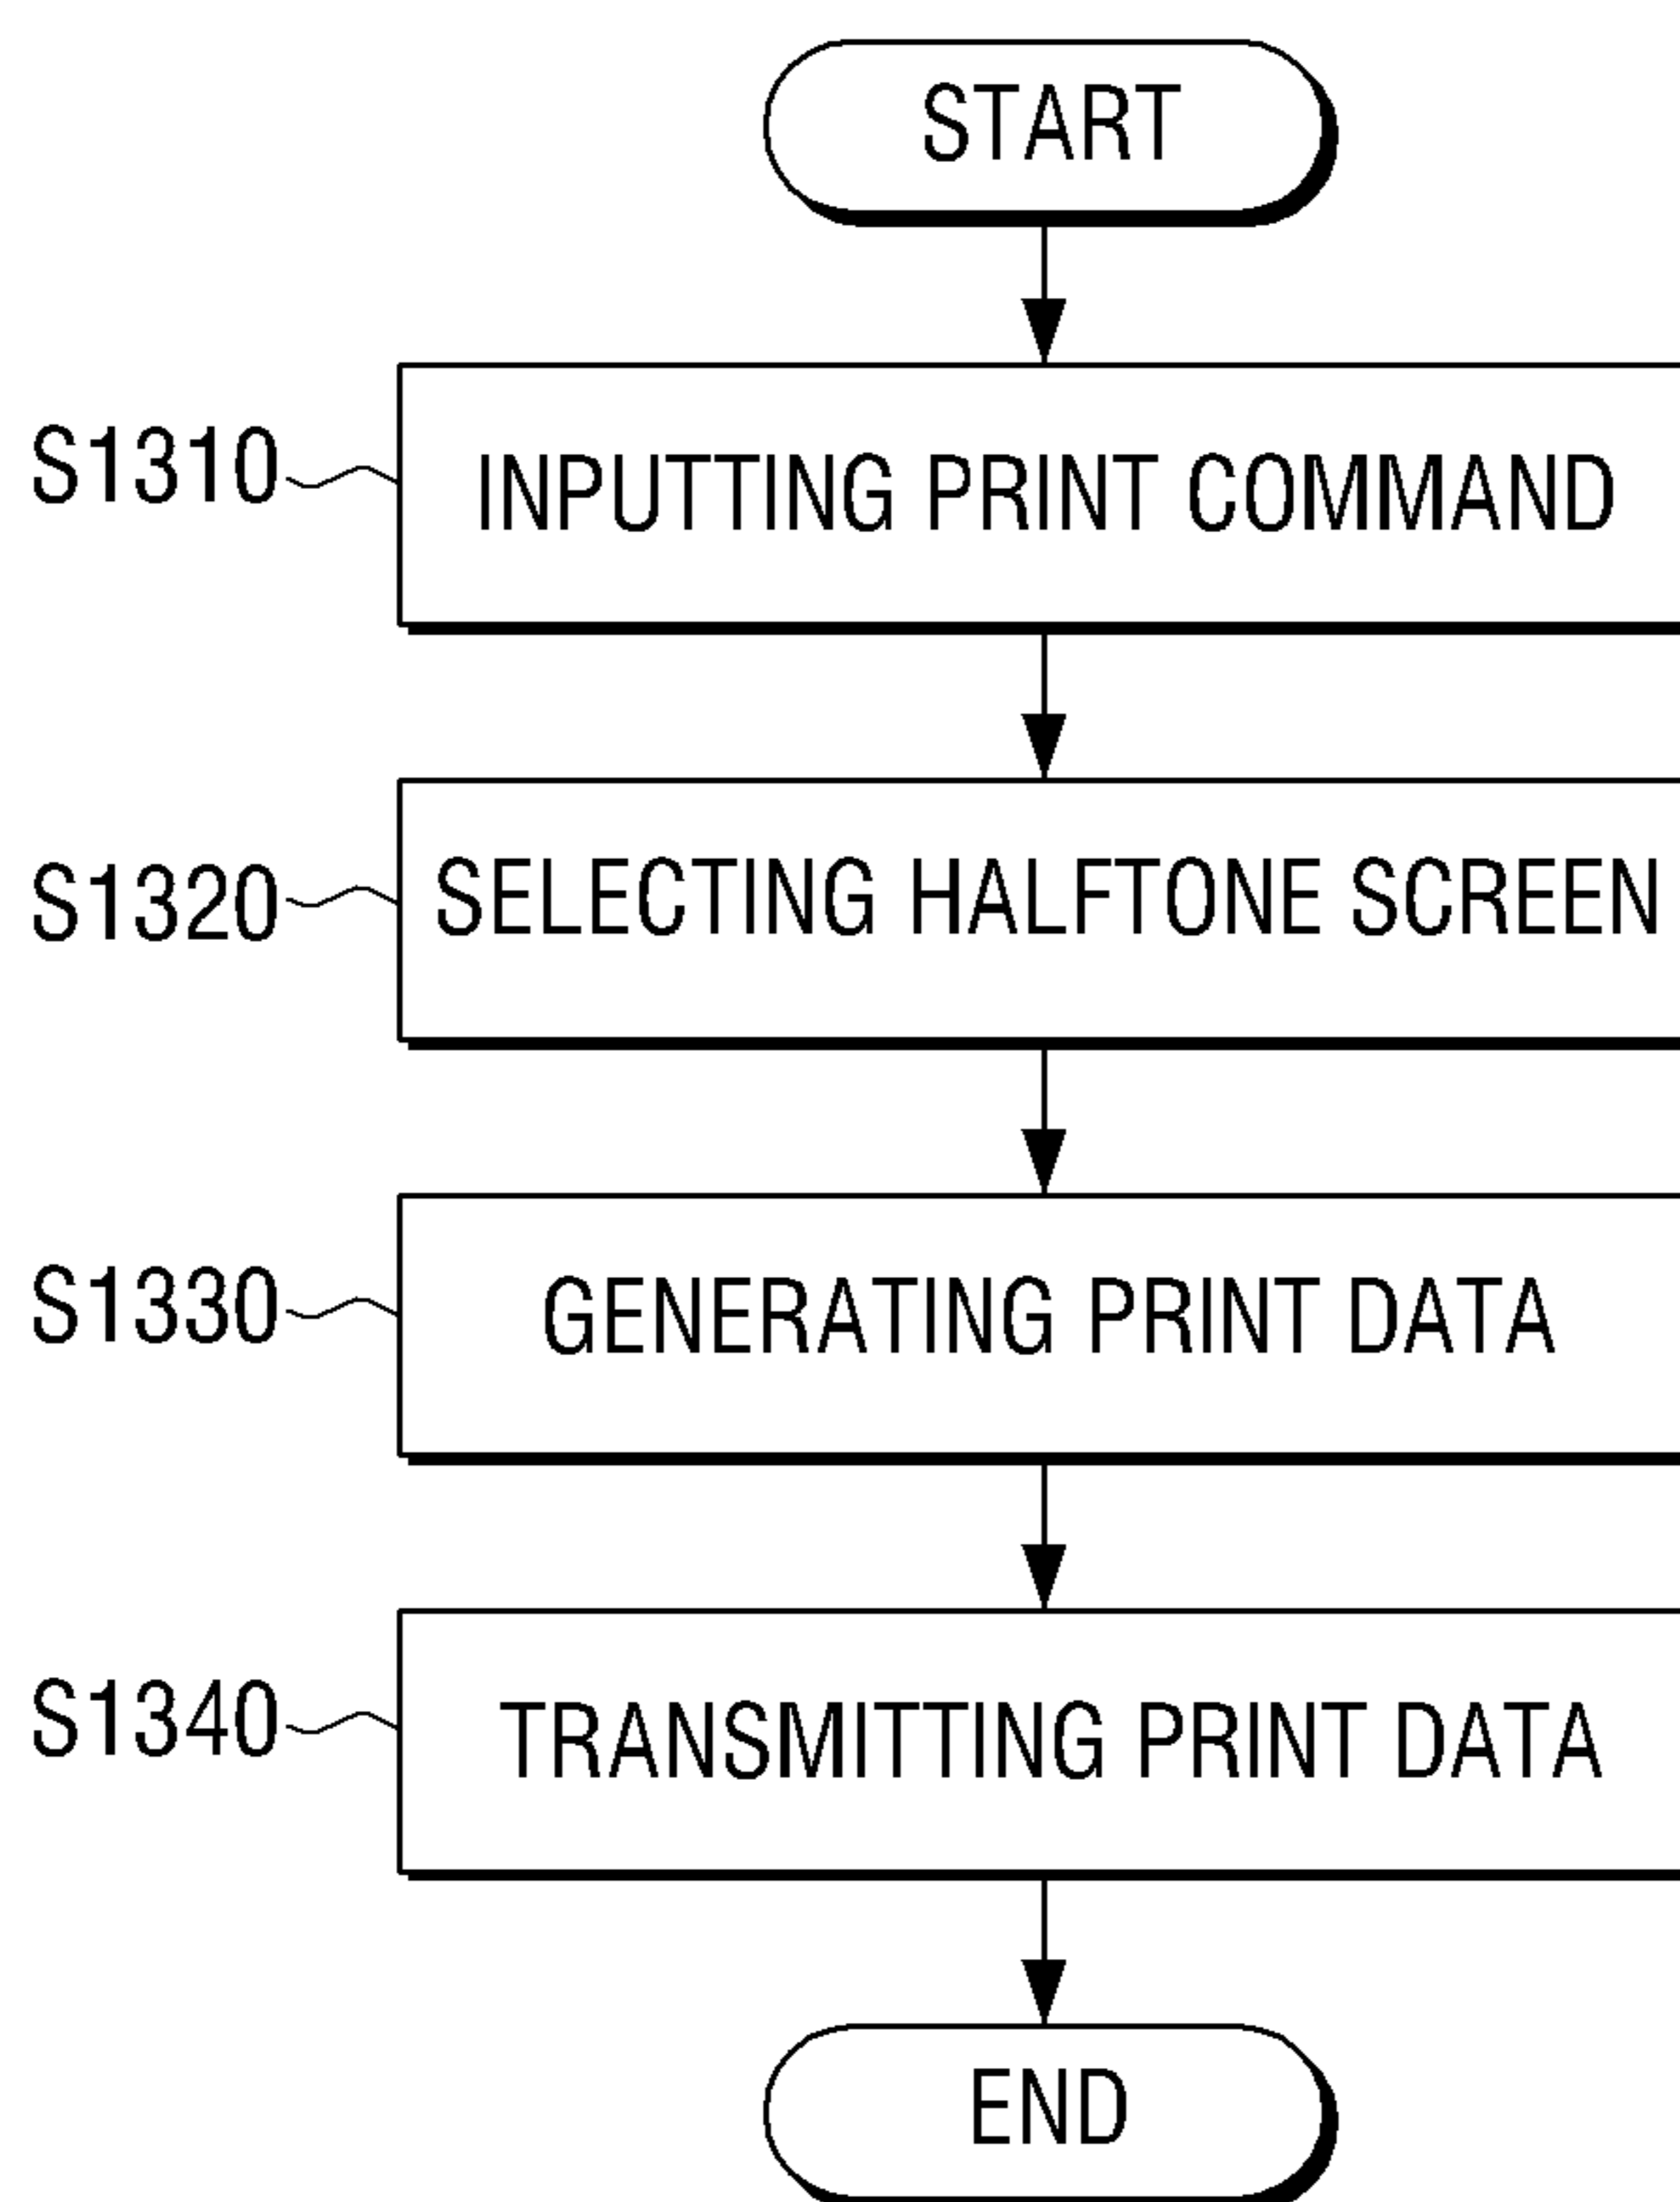 START
S1310 INPUTTING PRINT COMMAND
S1320 SELECTING HALFTONE SCREEN
S1330 GENERATING PRINT DATA
S1340 TRANSMITTING PRINT DATA
END